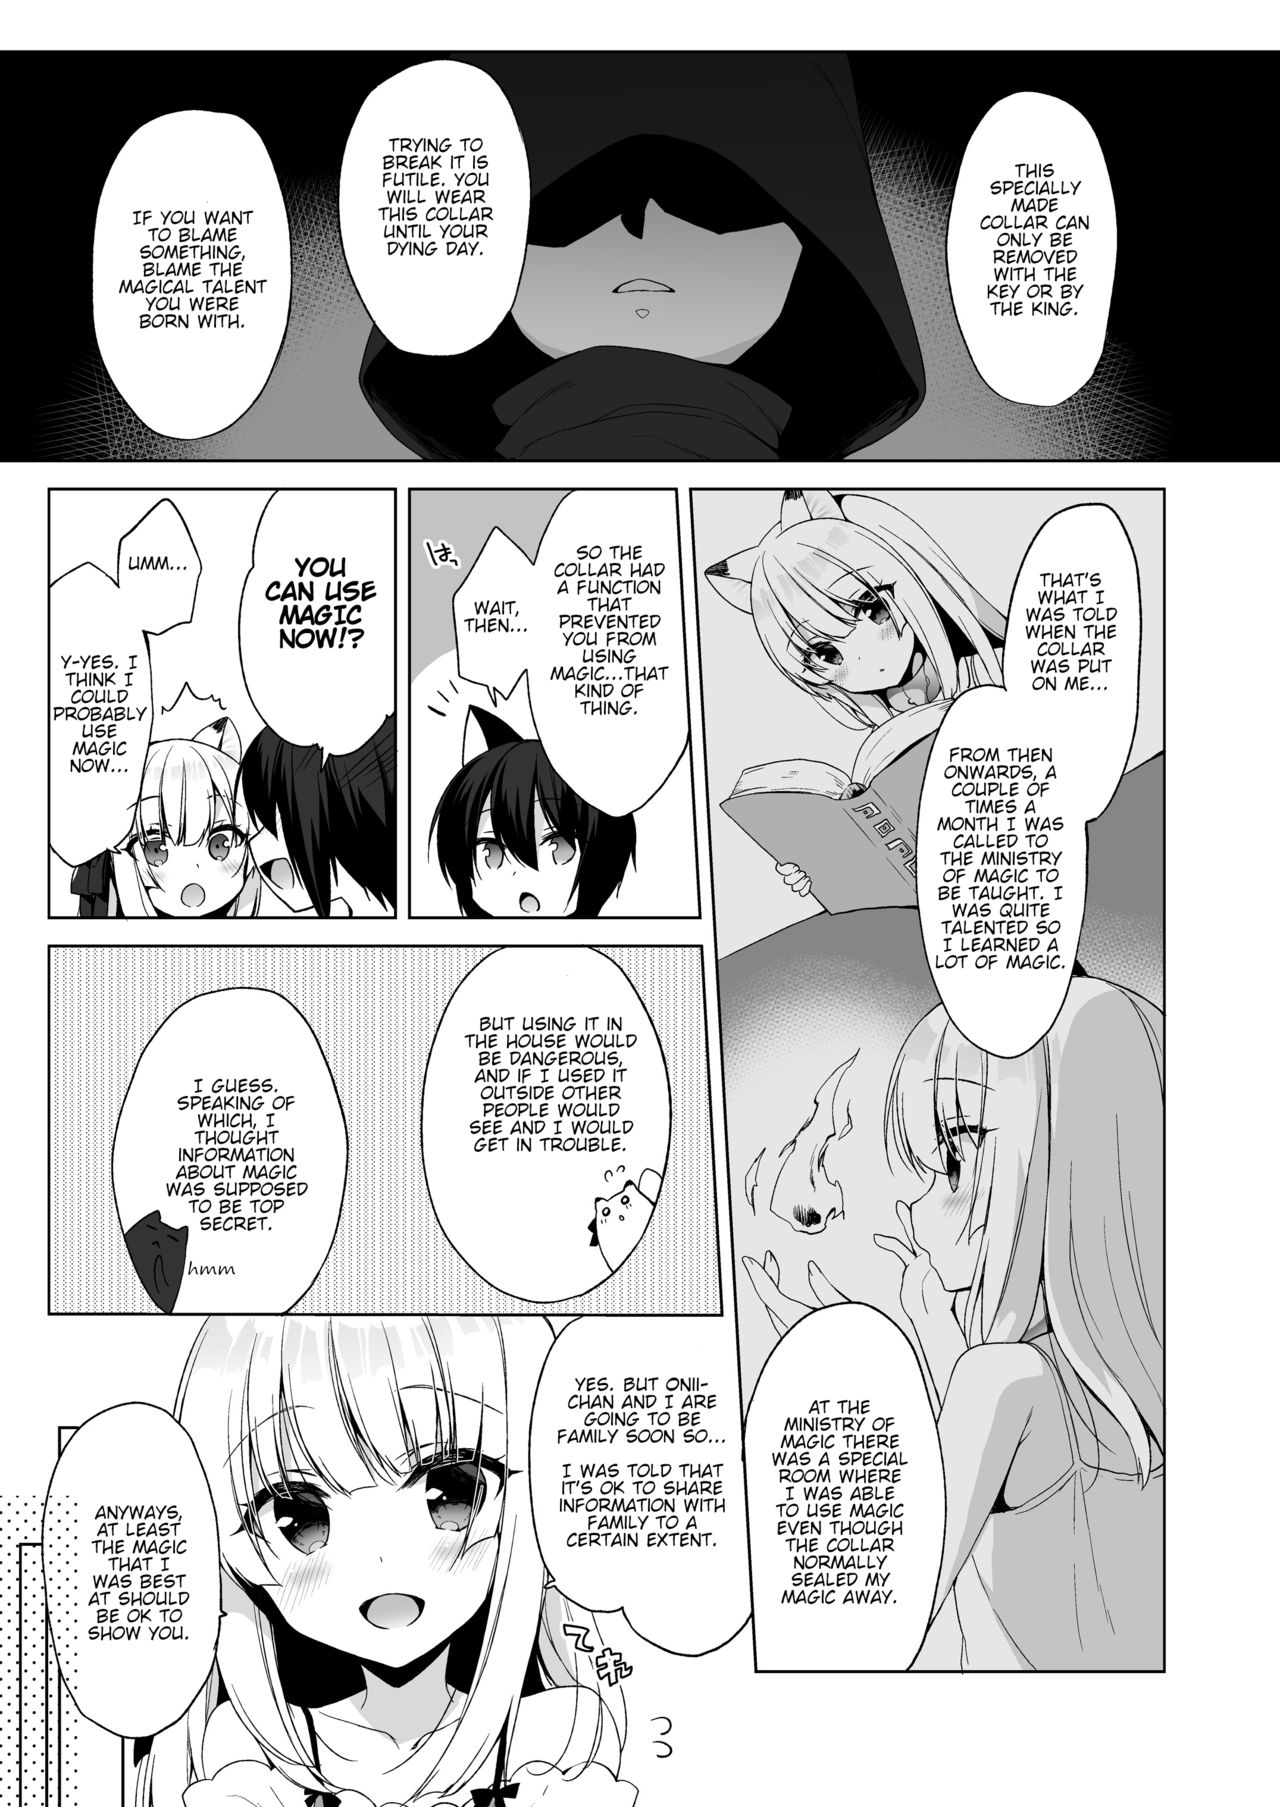 THIS
SPECIALLY
MADE
COLLAR CAN
ONLY BE
REMOVED
WITH THE
KEY OR BY
THE KING.
TRYING TO
BREAK IT IS
FUTILE. YOU
WILL WEAR
THIS COLLAR
UNTIL YOUR
DYING DAY.
IF YOU WANT
TO BLAME
SOMETHING,
BLAME THE
MAGICAL TALENT
YOU WERE
BORN WITH.
THAT'S
WHAT I
WAS TOLD
WHEN THE
COLLAR
WAS PUT
ON ME...
FROM THEN
ONWARDS, A
COUPLE OF
TIMES A
MONTH I WAS
CALLED TO
THE MINISTRY
OF MAGIC TO
BE TAUGHT. I
WAS QUITE
TALENTED SO
I LEARNED A
LOT OF MAGIC.
AT THE
MINISTRY OF
MAGIC THERE
WAS A SPECIAL
ROOM WHERE
I WAS ABLE
TO USE MAGIC
EVEN THOUGH
THE COLLAR
NORMALLY
SEALED MY
MAGIC AWAY.
SO THE
COLLAR HAD
A FUNCTION
THAT
PREVENTED
YOU FROM
USING
MAGIC...THAT
KIND OF
THING.
WAIT,
THEN...
はっ
YOU
CAN USE
MAGIC
NOW!?
UMM...
Y-YES. I
THINK I
COULD
PROBABLY
USE
MAGIC
NOW...
BUT USING IT IN
THE HOUSE WOULD
BE DANGEROUS,
AND IF I USED IT
OUTSIDE OTHER
PEOPLE WOULD
SEE AND I WOULD
GET IN TROUBLE.
I GUESS.
SPEAKING OF
WHICH, I
THOUGHT
INFORMATION
ABOUT MAGIC
WAS SUPPOSED
TO BE TOP
SECRET.
hmm
YES. BUT ONII-
CHAN AND I ARE
GOING TO BE
FAMILY SOON SO...
I WAS TOLD THAT
IT'S OK TO SHARE
INFORMATION WITH
FAMILY TO A
CERTAIN EXTENT.
てれ
ANYWAYS,
AT LEAST
THE MAGIC
THAT I
WAS BEST
AT SHOULD
BE OK TO
SHOW YOU.